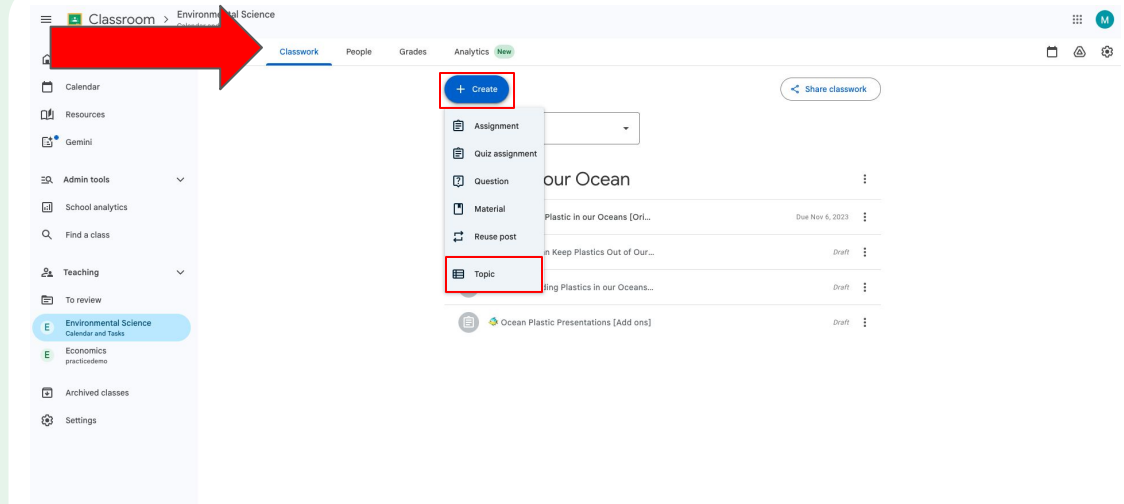 Classroom > Environmental Science
M
Classwork People Grades Analytics New
Calendar
Resources
Gemini
Admin tools
School analytics
Find a class
Teaching
To review
E Environmental Science
Calendar and Tasks
E Economics
practicedemo
Archived classes
Settings
+ Create
Share classwork
Assignment
Quiz assignment
Question
Material
Reuse post
Topic
our Ocean
Plastic in our Oceans [Ori...
Due Nov 6, 2023
Keep Plastics Out of Our...
Draft
Plastics in our Oceans...
Draft
Ocean Plastic Presentations [Add ons]
Draft